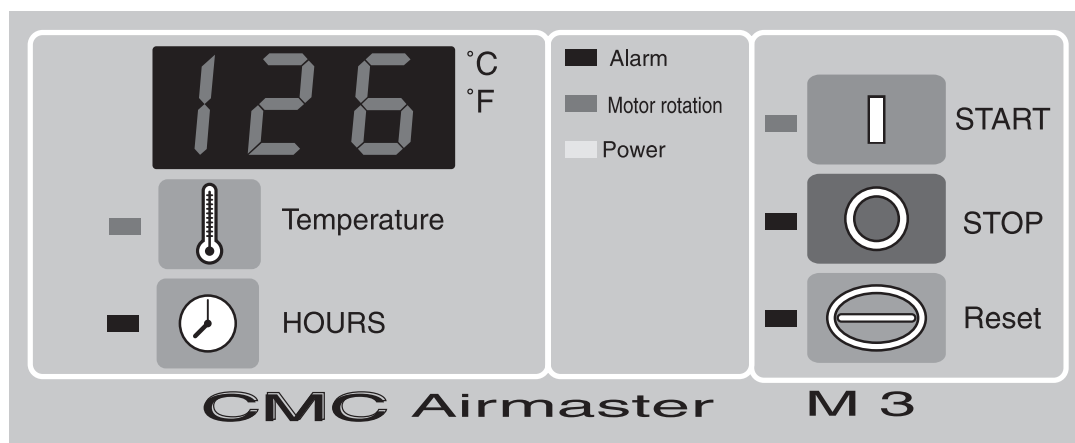 126
°C
°F
Temperature
HOURS
Alarm
Motor rotation
Power
START
STOP
Reset
CMC Airmaster M 3